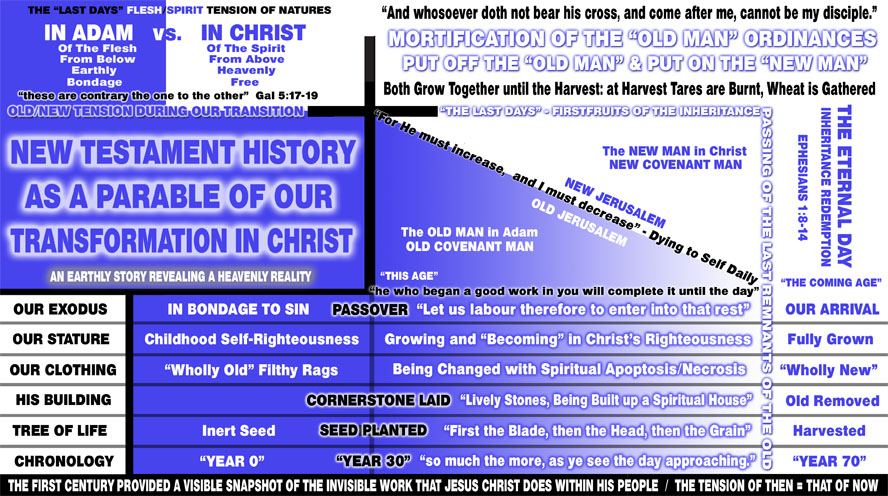 THE "LAST DAYS" FLESH/SPIRIT TENSION OF NATURES
IN ADAM vs. IN CHRIST
Of The Flesh Of The Spirit
From Below From Above
Earthly Heavenly
Bondage Free
"these are contrary the one to the other" Gal 5:17-19
"And whosoever doth not bear his cross, and come after me, cannot be my disciple."
MORTIFICATION OF THE "OLD MAN" ORDINANCES
PUT OFF THE "OLD MAN" & PUT ON THE "NEW MAN"
Both Grow Together until the Harvest: at Harvest Tares are Burnt, Wheat is Gathered
OLD/NEW TENSION DURING OUR TRANSITION
"THE LAST DAYS" - FIRSTFRUITS OF THE INHERITANCE
NEW TESTAMENT HISTORY
AS A PARABLE OF OUR
TRANSFORMATION IN CHRIST
AN EARTHLY STORY REVEALING A HEAVENLY REALITY
"For He must increase, and I must decrease" - Dying to Self Daily
The NEW MAN in Christ
NEW COVENANT MAN
NEW JERUSALEM
OLD JERUSALEM
The OLD MAN in Adam
OLD COVENANT MAN
"THIS AGE"
"he who began a good work in you will complete it until the day"
PASSING OF THE LAST REMNANTS OF THE OLD
THE ETERNAL DAY
INHERITANCE REDEMPTION
EPHESIANS 1:8-14
"THE COMING AGE"
OUR EXODUS IN BONDAGE TO SIN PASSOVER "Let us labour therefore to enter into that rest" OUR ARRIVAL
OUR STATURE Childhood Self-Righteousness Growing and "Becoming" in Christ's Righteousness Fully Grown
OUR CLOTHING "Wholly Old" Filthy Rags Being Changed with Spiritual Apoptosis/Necrosis "Wholly New"
HIS BUILDING CORNERSTONE LAID "Lively Stones, Being Built up a Spiritual House" Old Removed
TREE OF LIFE Inert Seed SEED PLANTED "First the Blade, then the Head, then the Grain" Harvested
CHRONOLOGY "YEAR 0" "YEAR 30" "so much the more, as ye see the day approaching." "YEAR 70"
THE FIRST CENTURY PROVIDED A VISIBLE SNAPSHOT OF THE INVISIBLE WORK THAT JESUS CHRIST DOES WITHIN HIS PEOPLE / THE TENSION OF THEN = THAT OF NOW